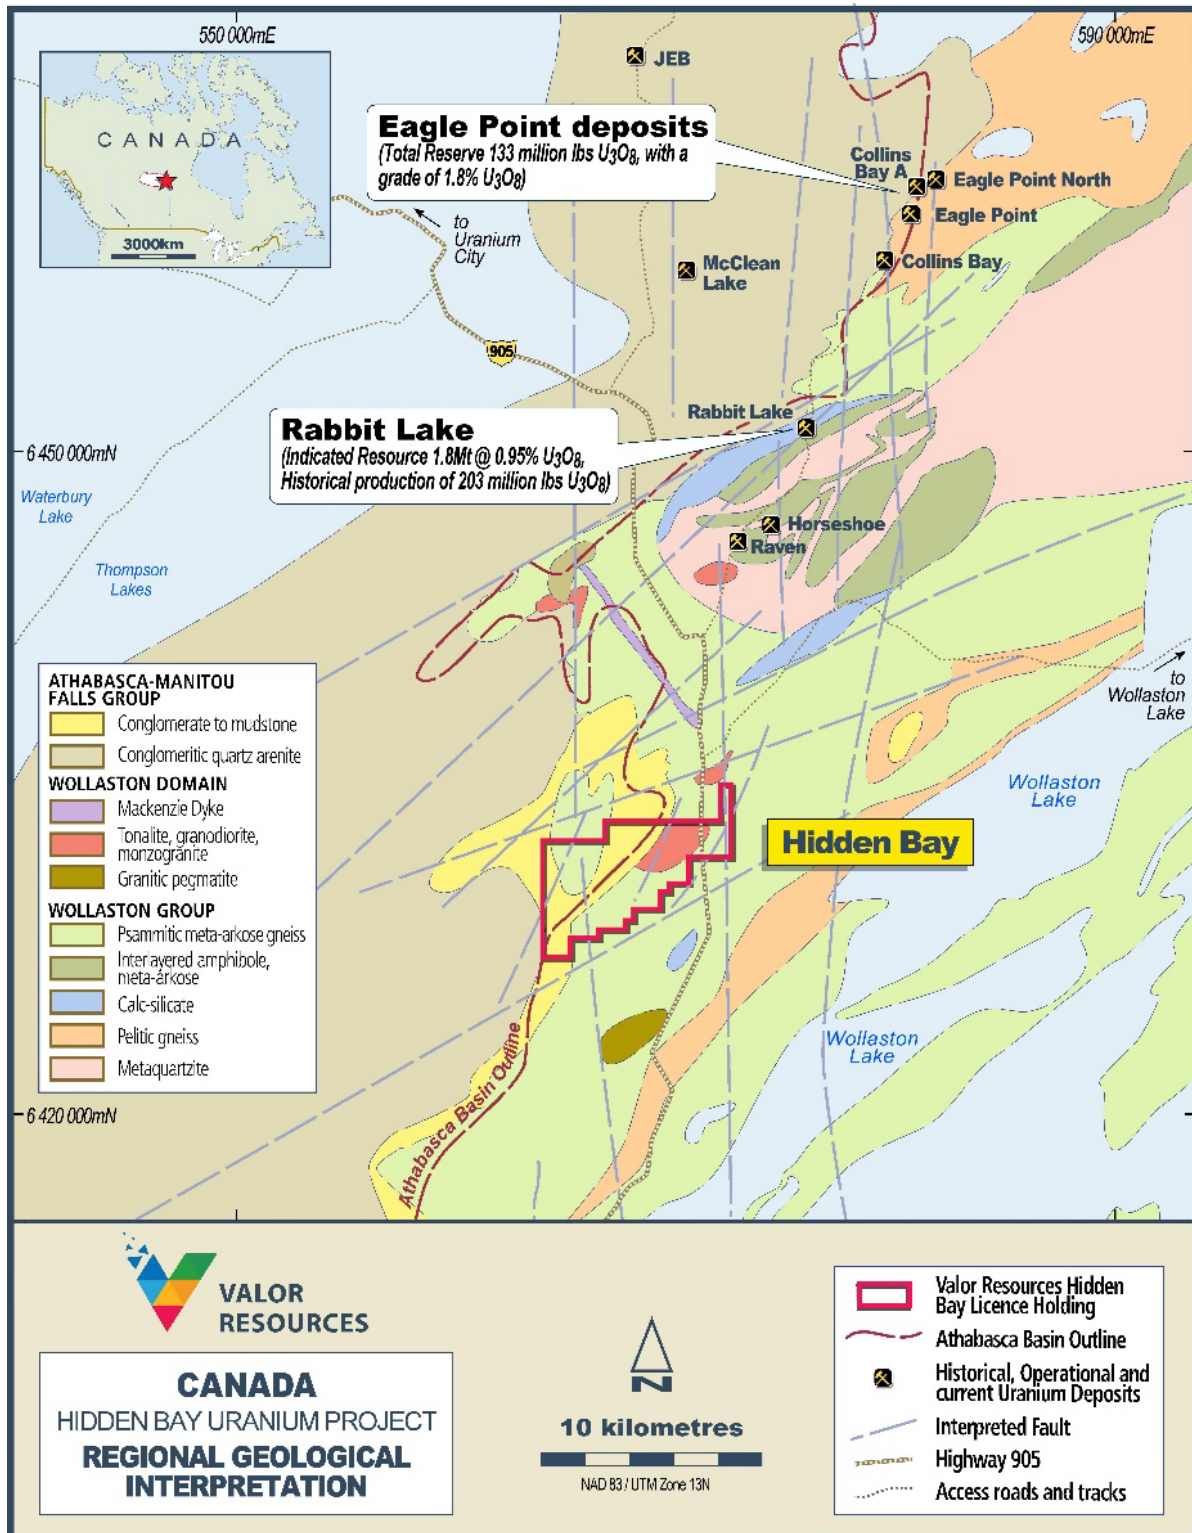 550 000mE
590 000mE
JEB
CANADA
3000km
Eagle Point deposits
(Total Reserve 133 million lbs U3O8, with a
grade of 1.8% U3O8)
Collins
Bay A
Eagle Point North
Eagle Point
Collins Bay
to
Uranium
City
McClean
Lake
905
Rabbit Lake
Rabbit Lake
(Indicated Resource 1.8Mt @ 0.95% U3O8,
Historical production of 203 million lbs U3O8)
6 450 000mN
Waterbury
Lake
Horseshoe
Raven
Thompson
Lakes
to
Wollaston
Lake
Wollaston
Lake
Hidden Bay
Wollaston
Lake
Athabasca Basin Outline
6 420 000mN
ATHABASCA-MANITOU
FALLS GROUP
Conglomerate to mudstone
Conglomeritic quartz arenite
WOLLASTON DOMAIN
Mackenzie Dyke
Tonalite, granodiorite,
monzogranite
Granitic pegmatite
WOLLASTON GROUP
Psammitic meta-arkose gneiss
Interlayered amphibole,
meta-arkose
Calc-silicate
Pelitic gneiss
Metaquartzite
VALOR
RESOURCES
CANADA
HIDDEN BAY URANIUM PROJECT
REGIONAL GEOLOGICAL
INTERPRETATION
N
10 kilometres
NAD 83 / UTM Zone 13N
Valor Resources Hidden
Bay Licence Holding
Athabasca Basin Outline
Historical, Operational and
current Uranium Deposits
Interpreted Fault
Highway 905
Access roads and tracks